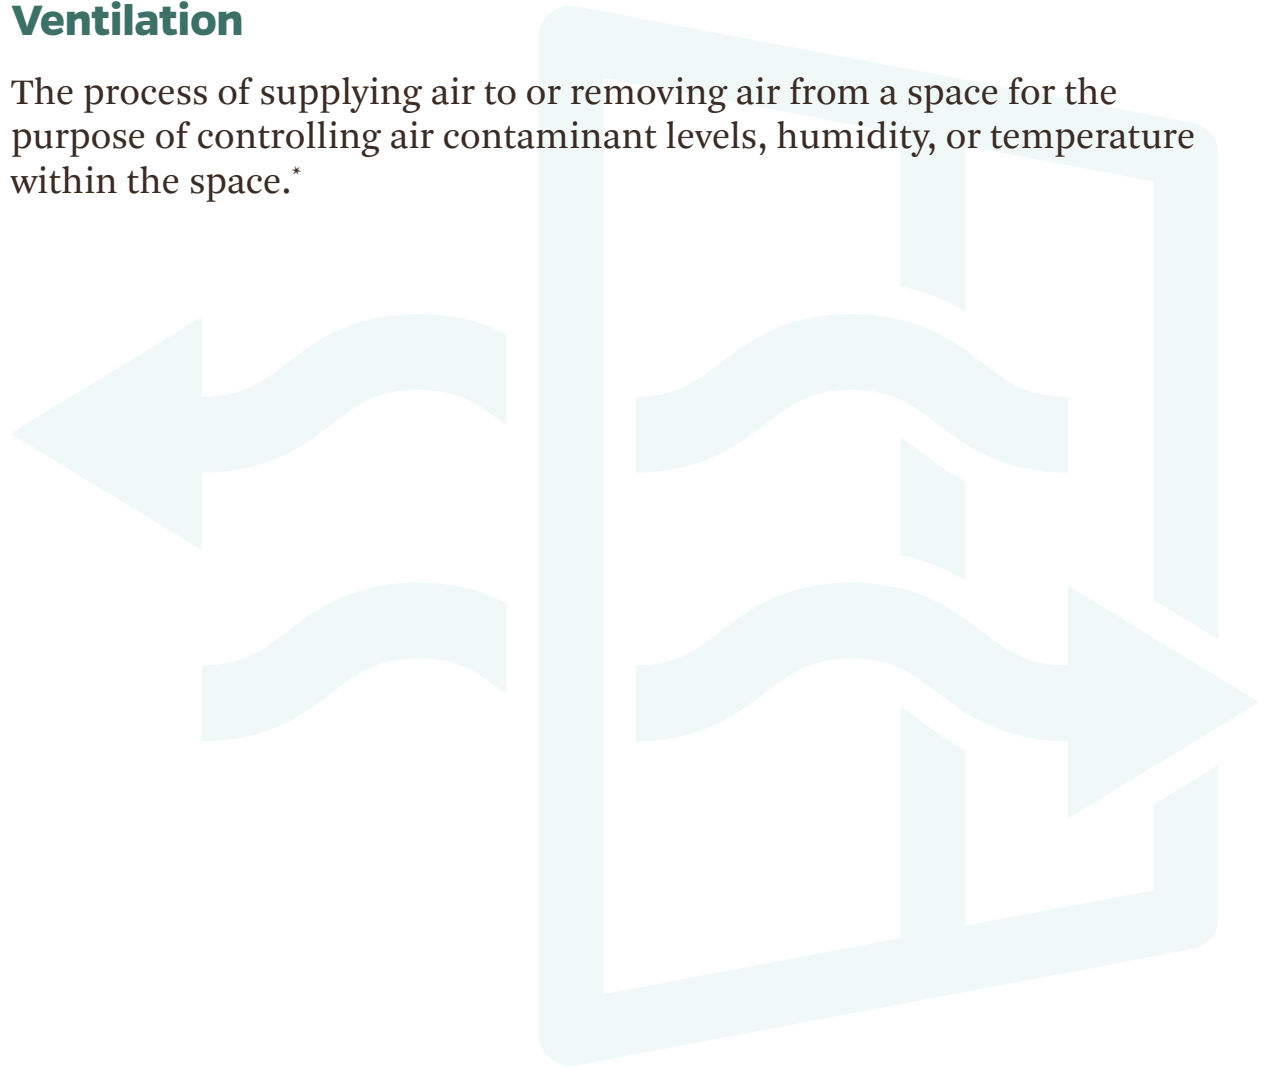 Ventilation
The process of supplying air to or removing air from a space for the
purpose of controlling air contaminant levels, humidity, or temperature
within the space.*